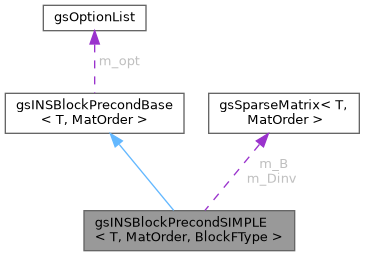 gsOptionList
m_opt
gsINSBlockPrecondBase
< T, MatOrder >
gsSparseMatrix< T,
MatOrder >
m_B
m_Dinv
gsINSBlockPrecondSIMPLE
< T, MatOrder, BlockFType >